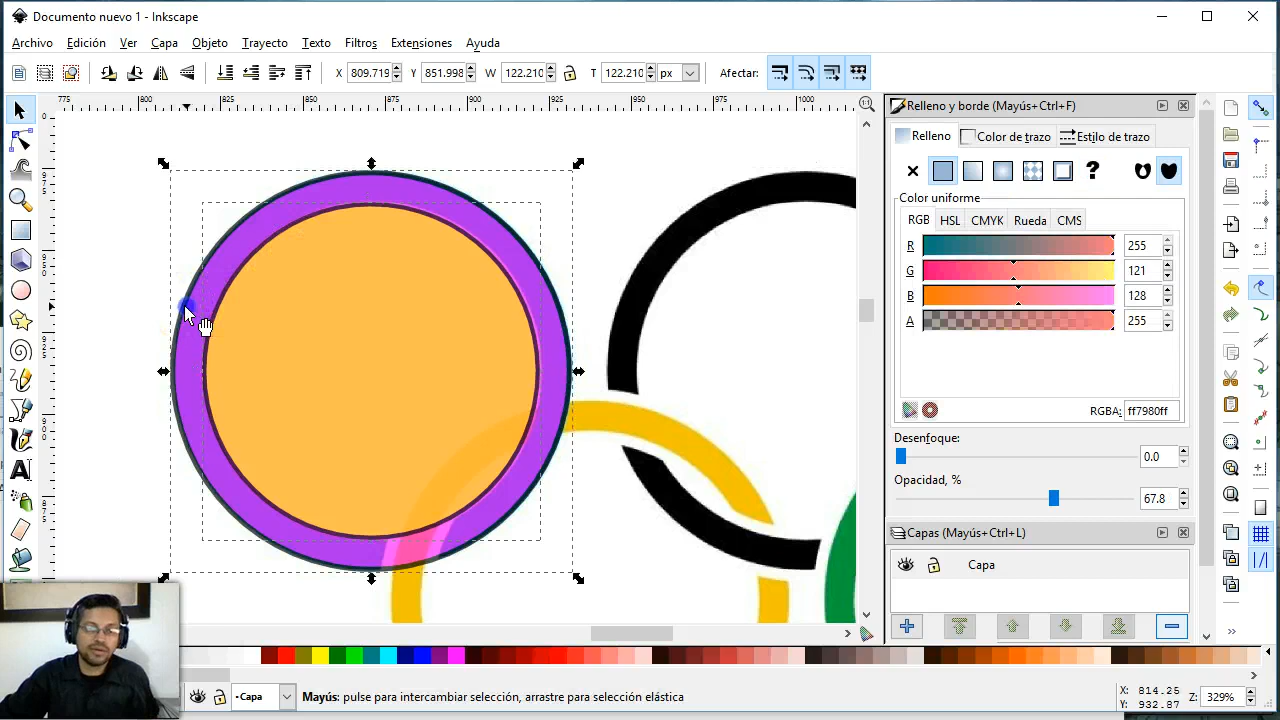 Documento nuevo 1 - Inkscape
Archivo Edición Ver Capa Objeto Trayecto Texto Filtros Extensiones Ayuda
X 809.719 Y 851.998 W 122.210 T 122.210 px Afectar:
775 800 825 850 875 900 925 950 975 1000
Relleno y borde (Mayús+Ctrl+F)
Relleno Color de trazo Estilo de trazo
?
Color uniforme
RGB HSL CMYK Rueda CMS
R 255
G 121
B 128
A 255
RGBA: ff7980ff
Desenfoque:
0.0
Opacidad, %
67.8
Capas (Mayús+Ctrl+L)
Capa
Capa
Mayús: pulse para intercambiar selección, arrastre para selección elástica
X: 814.25
Y: 932.87
Z: 329%